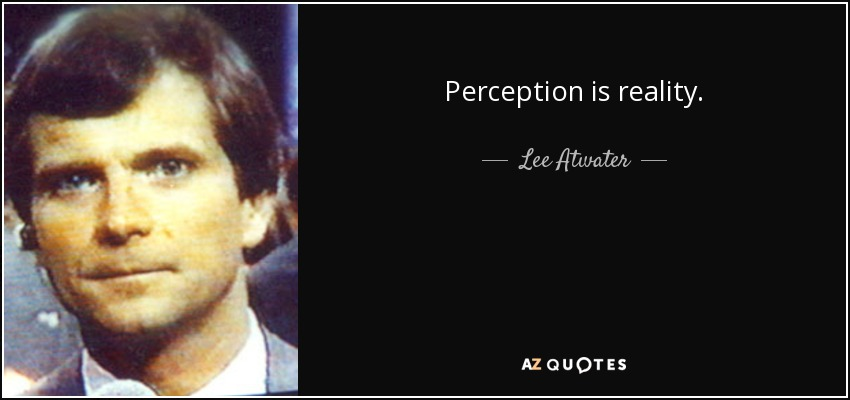 Perception is reality.
Lee Atwater
AZ QUOTES